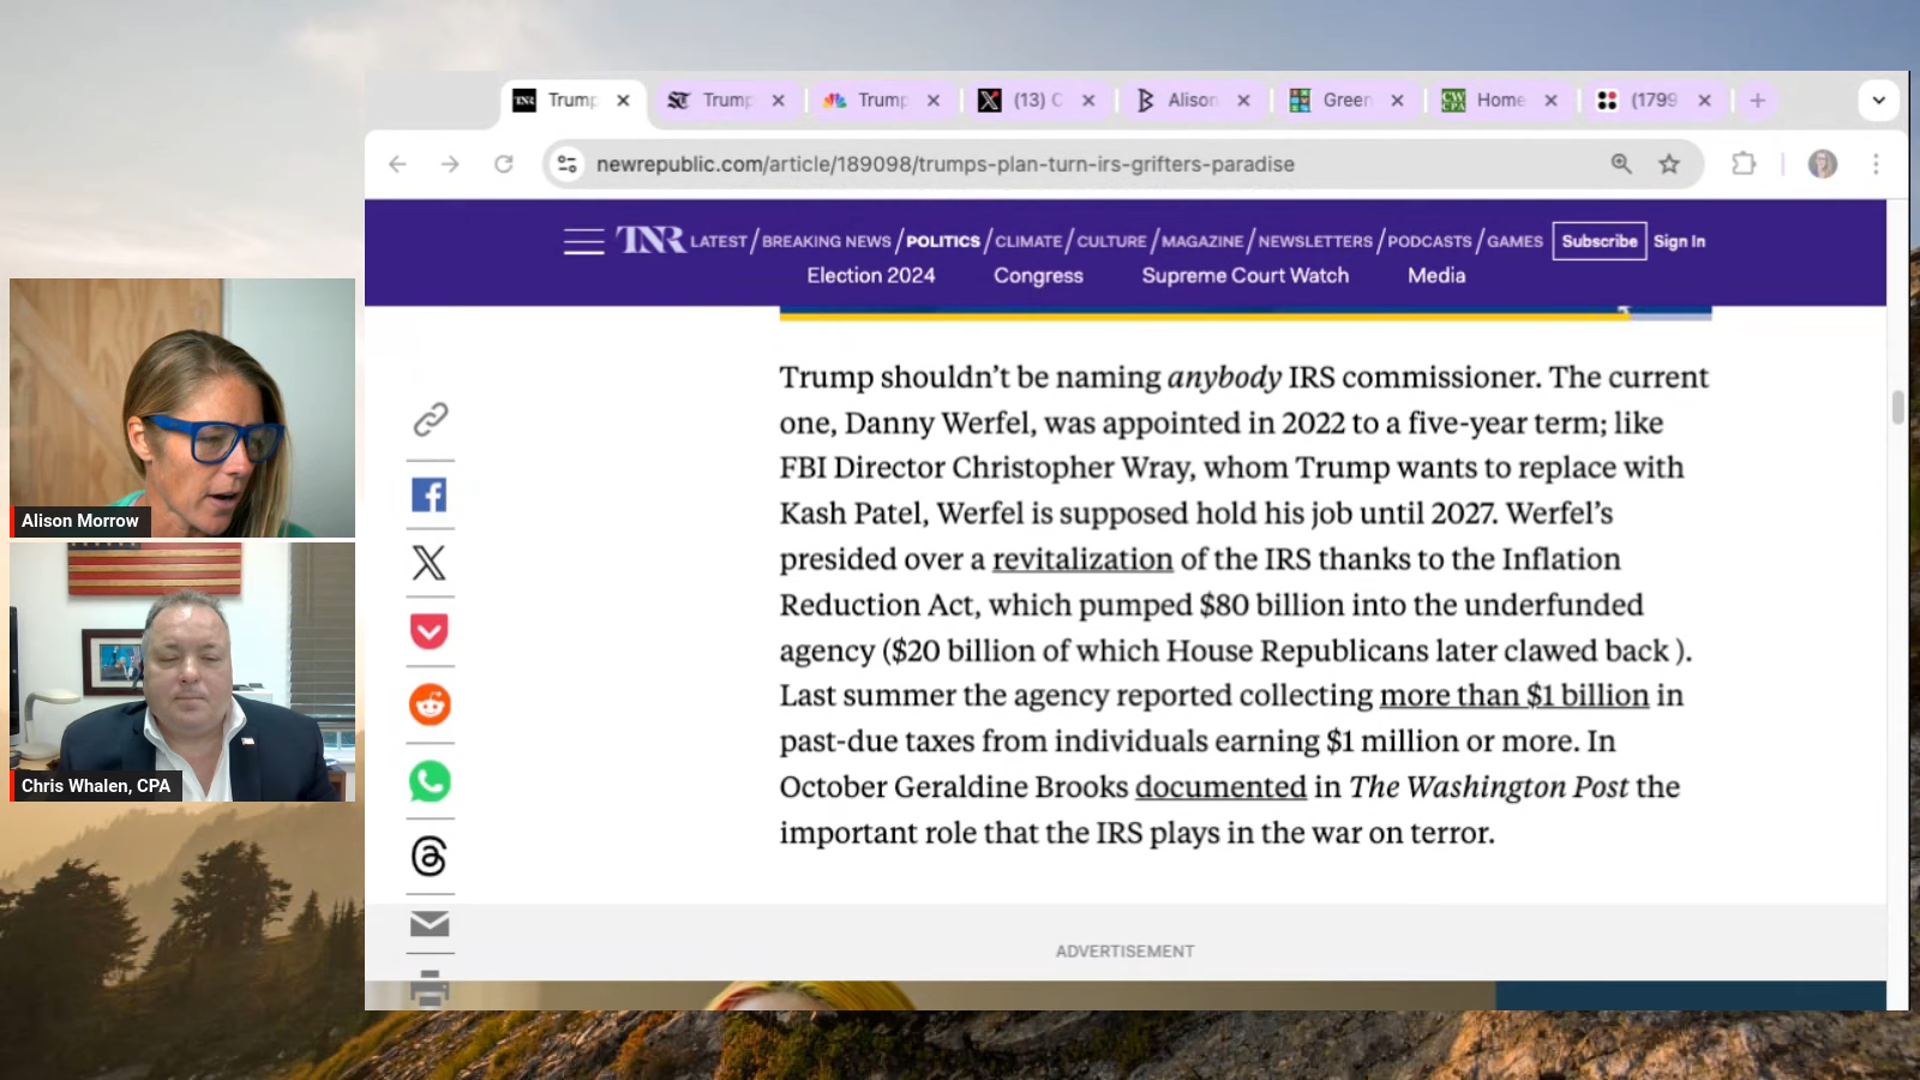 TNR Trump
ST Trump
Trump
X (13) C
B Alison
Green
CW CPA Home
(1799
newrepublic.com/article/189098/trumps-plan-turn-irs-grifters-paradise
TNR LATEST / BREAKING NEWS / POLITICS / CLIMATE / CULTURE / MAGAZINE / NEWSLETTERS / PODCASTS / GAMES Subscribe Sign In
Election 2024 Congress Supreme Court Watch Media
Trump shouldn’t be naming anybody IRS commissioner. The current
one, Danny Werfel, was appointed in 2022 to a five-year term; like
FBI Director Christopher Wray, whom Trump wants to replace with
Kash Patel, Werfel is supposed hold his job until 2027. Werfel’s
presided over a revitalization of the IRS thanks to the Inflation
Reduction Act, which pumped $80 billion into the underfunded
agency ($20 billion of which House Republicans later clawed back ).
Last summer the agency reported collecting more than $1 billion in
past-due taxes from individuals earning $1 million or more. In
October Geraldine Brooks documented in The Washington Post the
important role that the IRS plays in the war on terror.
ADVERTISEMENT
Alison Morrow
Chris Whalen, CPA